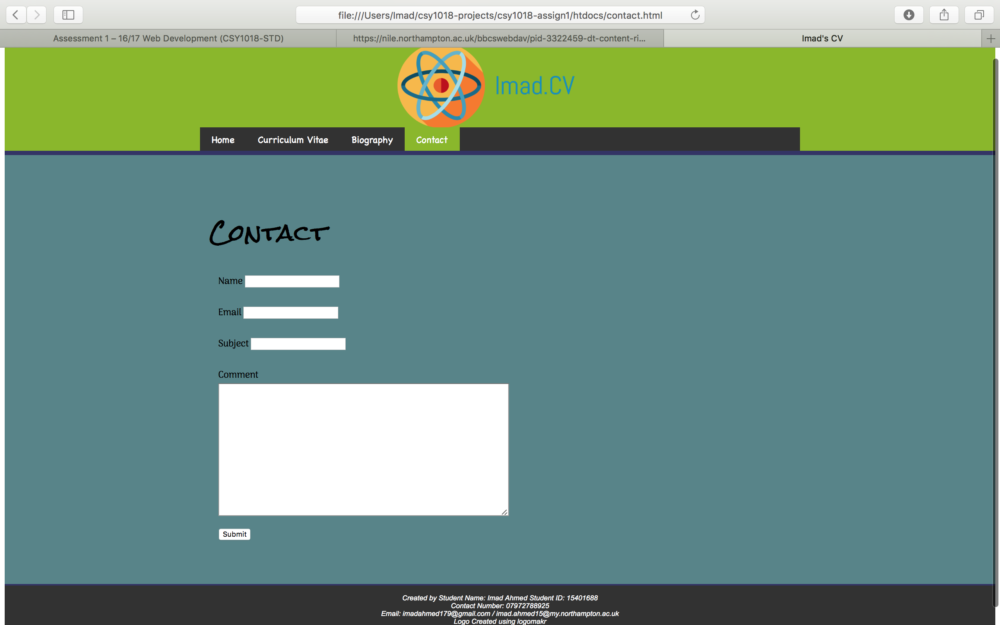 file:///Users/Imad/csy1018-projects/csy1018-assign1/htdocs/contact.html
Assessment 1 – 16/17 Web Development (CSY1018-STD)
https://nile.northampton.ac.uk/bbcswebdav/pid-3322459-dt-content-ri...
Imad's CV
Imad.CV
Home Curriculum Vitae Biography Contact
Contact
Name
Email
Subject
Comment
Submit
Created by Student Name: Imad Ahmed Student ID: 15401688
Contact Number: 07972788925
Email: imadahmed179@gmail.com / imad.ahmed15@my.northampton.ac.uk
Logo Created using logomakr